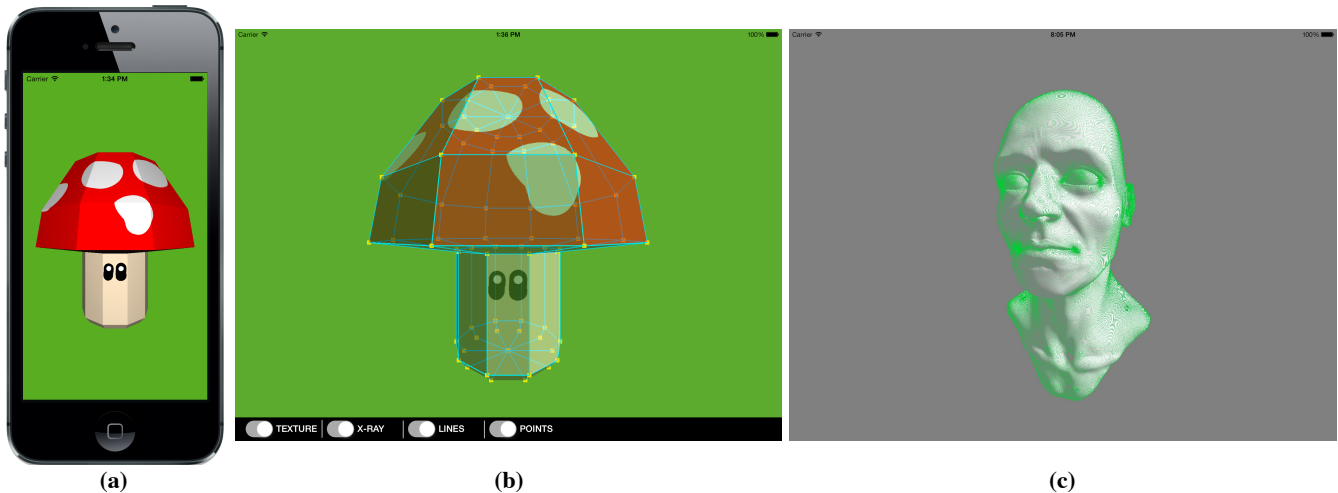 Carrier 1:34 PM
Carrier 1:36 PM 100%
Carrier 8:05 PM 100%
TEXTURE X-RAY LINES POINTS
(a) (b) (c)